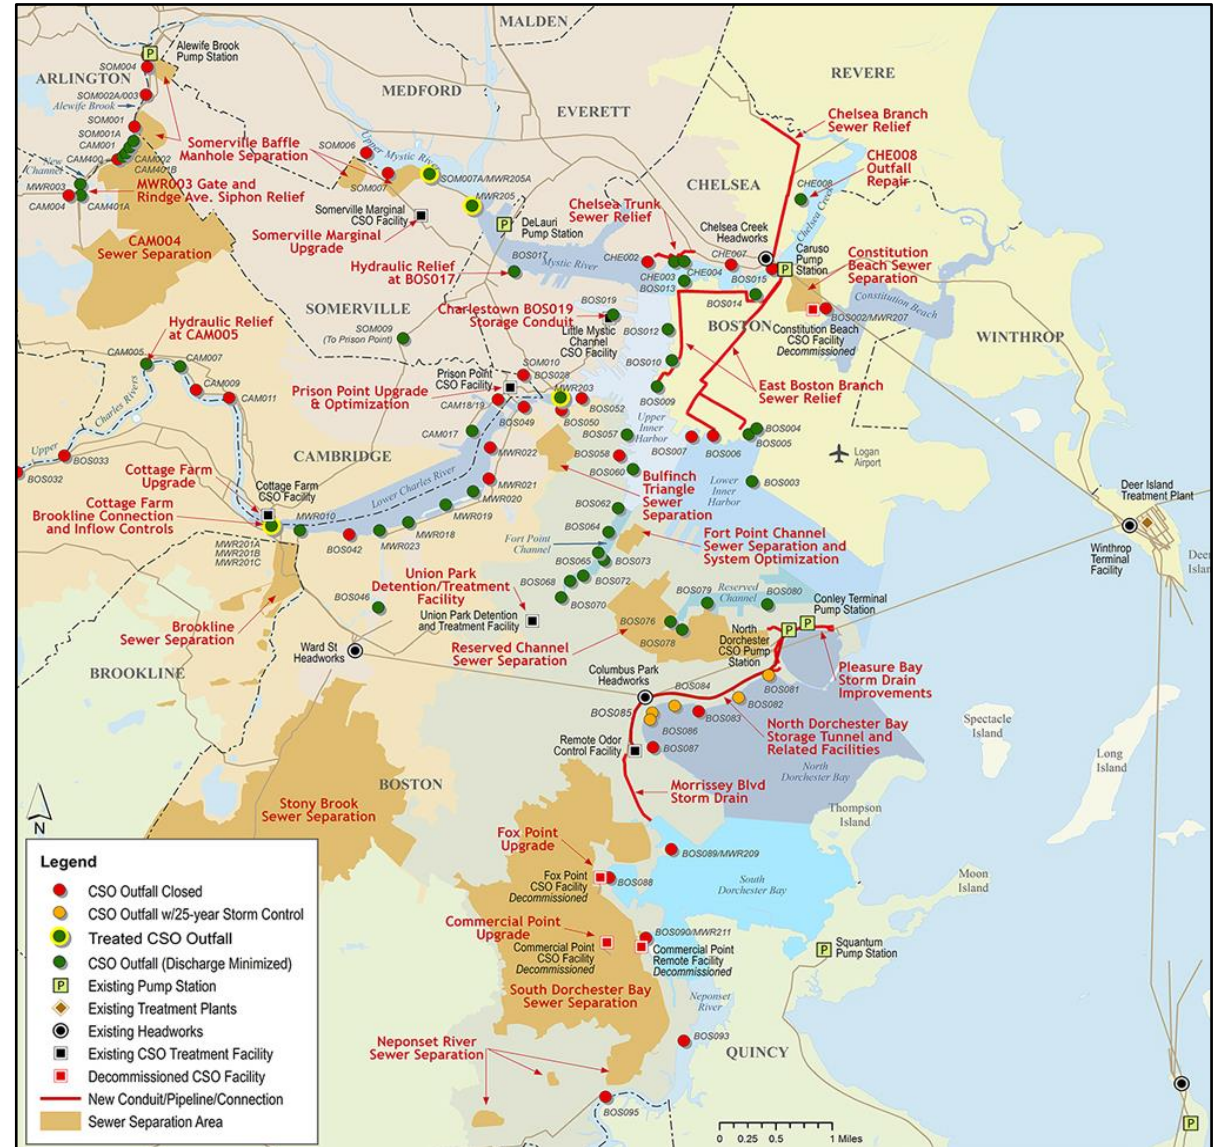 MALDEN
Alewife Brook
Pump Station
SOM004
ARLINGTON
REVERE
SOM002A/003
MEDFORD
Alewife Brook
EVERETT
Chelsea Branch
Sewer Relief
SOM001
SOM001A
CAM001
Somerville Baffle
Manhole Separation
SOM006
Upper Mystic River
CAM400
CAM002
CAM401B
New
Channel
CHE008
Outfall
Repair
CHELSEA
CHE008
SOM007A/MWR205A
SOM007
MWR003
MWR003 Gate and
Rindge Ave. Siphon Relief
CAM004
CAM401A
MWR205
Chelsea Creek
Somerville Marginal
CSO Facility
Chelsea Trunk
Sewer Relief
DeLauri
Pump Station
Chelsea Creek
Headworks
CAM004
Sewer Separation
Somerville Marginal
Upgrade
Caruso
Pump
Station
Constitution
Beach Sewer
Separation
BOS017
Mystic River
CHE002
CHE007
CHE004
CHE003
BOS013
BOS015
Hydraulic Relief
at BOS017
Constitution
Beach
SOMERVILLE
BOS019
BOS014
Charlestown BOS019
Storage Conduit
BOS002/MWR207
Hydraulic Relief
at CAM005
SOM009
(To Prison Point)
Little Mystic
Channel
CSO Facility
BOS012
BOSTON
Constitution Beach
CSO Facility
Decommissioned
WINTHROP
CAM005
CAM007
SOM010
BOS010
Prison Point
CSO Facility
BOS028
CAM009
Prison Point Upgrade
& Optimization
MWR203
East Boston Branch
Sewer Relief
CAM011
CAM18/19
BOS009
BOS049
BOS050
BOS052
Upper
Inner
Harbor
Upper
Charles Rivers
CAM017
BOS057
BOS004
BOS005
BOS007
BOS006
BOS033
CAMBRIDGE
MWR022
BOS058
Logan
Airport
BOS032
Cottage Farm
Upgrade
BOS060
Bulfinch
Triangle
Sewer
Separation
Cottage Farm
CSO Facility
Lower Charles River
MWR021
MWR020
Lower
Inner
Harbor
BOS003
Deer Island
Treatment Plant
Cottage Farm
Brookline Connection
and Inflow Controls
MWR010
MWR019
BOS062
MWR018
BOS064
MWR023
BOS042
Fort Point
Channel
Fort Point Channel
Sewer Separation and
System Optimization
Winthrop
Terminal
Facility
Deer
Islan
MWR201A
MWR201B
MWR201C
BOS065
BOS073
Union Park
Detention/Treatment
Facility
BOS068
BOS072
BOS079
Reserved
Channel
BOS080
Conley Terminal
Pump Station
BOS046
BOS070
Union Park Detention
and Treatment Facility
BOS076
BOS078
Brookline
Sewer Separation
Reserved Channel
Sewer Separation
North
Dorchester
CSO Pump
Station
Ward St
Headworks
BROOKLINE
Columbus Park
Headworks
Pleasure Bay
Storm Drain
Improvements
BOS084
BOS081
BOS082
BOS085
BOS083
BOS086
North Dorchester Bay
Storage Tunnel and
Related Facilities
Spectacle
Island
Remote Odor
Control Facility
BOS087
Long
Island
North
Dorchester Bay
BOSTON
Morrissey Blvd
Storm Drain
Stony Brook
Sewer Separation
Thompson
Island
N
Fox Point
Upgrade
BOS089/MWR209
Fox Point
CSO Facility
Decommissioned
BOS088
South
Dorchester Bay
Moon
Island
Commercial Point
Upgrade
BOS090/MWR211
Commercial Point
CSO Facility
Decommissioned
Commercial Point
Remote Facility
Decommissioned
Squantum
Pump Station
South Dorchester Bay
Sewer Separation
Neponset
River
BOS093
Neponset River
Sewer Separation
QUINCY
BOS095
0 0.25 0.5 1 Miles
Legend
CSO Outfall Closed
CSO Outfall w/25-year Storm Control
Treated CSO Outfall
CSO Outfall (Discharge Minimized)
P Existing Pump Station
Existing Treatment Plants
Existing Headworks
Existing CSO Treatment Facility
Decommissioned CSO Facility
New Conduit/Pipeline/Connection
Sewer Separation Area